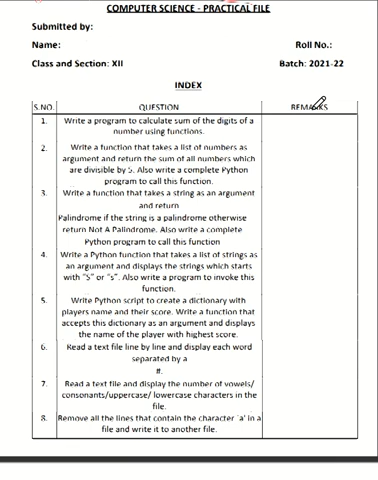 COMPUTER SCIENCE - PRACTICAL FILE
Submitted by:
Name: Roll No.:
Class and Section: XII Batch: 2021-22
INDEX
S.NO. QUESTION REMARKS
1. Write a program to calculate sum of the digits of a
number using functions.
2. Write a function that takes a list of numbers as
argument and return the sum of all numbers which
are divisible by 5. Also write a complete Python
program to call this function.
3. Write a function that takes a string as an argument
and return
Palindrome if the string is a palindrome otherwise
return Not A Palindrome. Also write a complete
Python program to call this function
4. Write a Python function that takes a list of strings as
an argument and displays the strings which starts
with "S" or "s". Also write a program to invoke this
function.
5. Write Python script to create a dictionary with
players name and their score. Write a function that
accepts this dictionary as an argument and displays
the name of the player with highest score.
6. Read a text file line by line and display each word
separated by a
#.
7. Read a text file and display the number of vowels/
consonants/uppercase/ lowercase characters in the
file.
8. Remove all the lines that contain the character `a' in a
file and write it to another file.